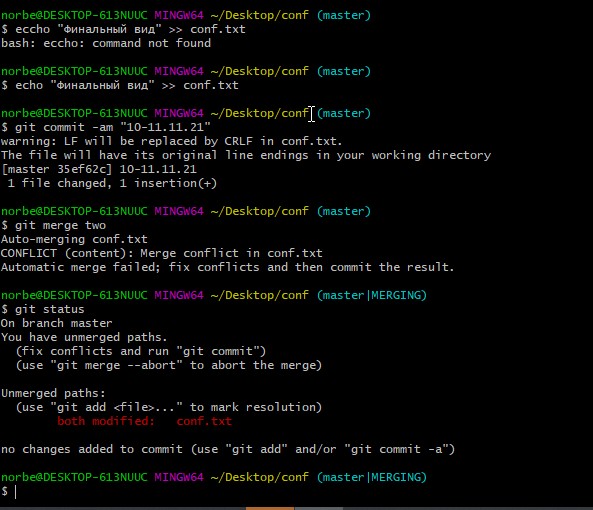 norbe@DESKTOP-613NUUC MINGW64 ~/Desktop/conf (master)
$ eccho "Финальный вид" >> conf.txt
bash: eccho: command not found
norbe@DESKTOP-613NUUC MINGW64 ~/Desktop/conf (master)
$ echo "Финальный вид" >> conf.txt
norbe@DESKTOP-613NUUC MINGW64 ~/Desktop/conf (master)
$ git commit -am "10-11.11.21"
warning: LF will be replaced by CRLF in conf.txt.
The file will have its original line endings in your working directory
[master 35ef62c] 10-11.11.21
 1 file changed, 1 insertion(+)
norbe@DESKTOP-613NUUC MINGW64 ~/Desktop/conf (master)
$ git merge two
Auto-merging conf.txt
CONFLICT (content): Merge conflict in conf.txt
Automatic merge failed; fix conflicts and then commit the result.
norbe@DESKTOP-613NUUC MINGW64 ~/Desktop/conf (master|MERGING)
$ git status
On branch master
You have unmerged paths.
  (fix conflicts and run "git commit")
  (use "git merge --abort" to abort the merge)
Unmerged paths:
  (use "git add <file>..." to mark resolution)
        both modified:   conf.txt
no changes added to commit (use "git add" and/or "git commit -a")
norbe@DESKTOP-613NUUC MINGW64 ~/Desktop/conf (master|MERGING)
$